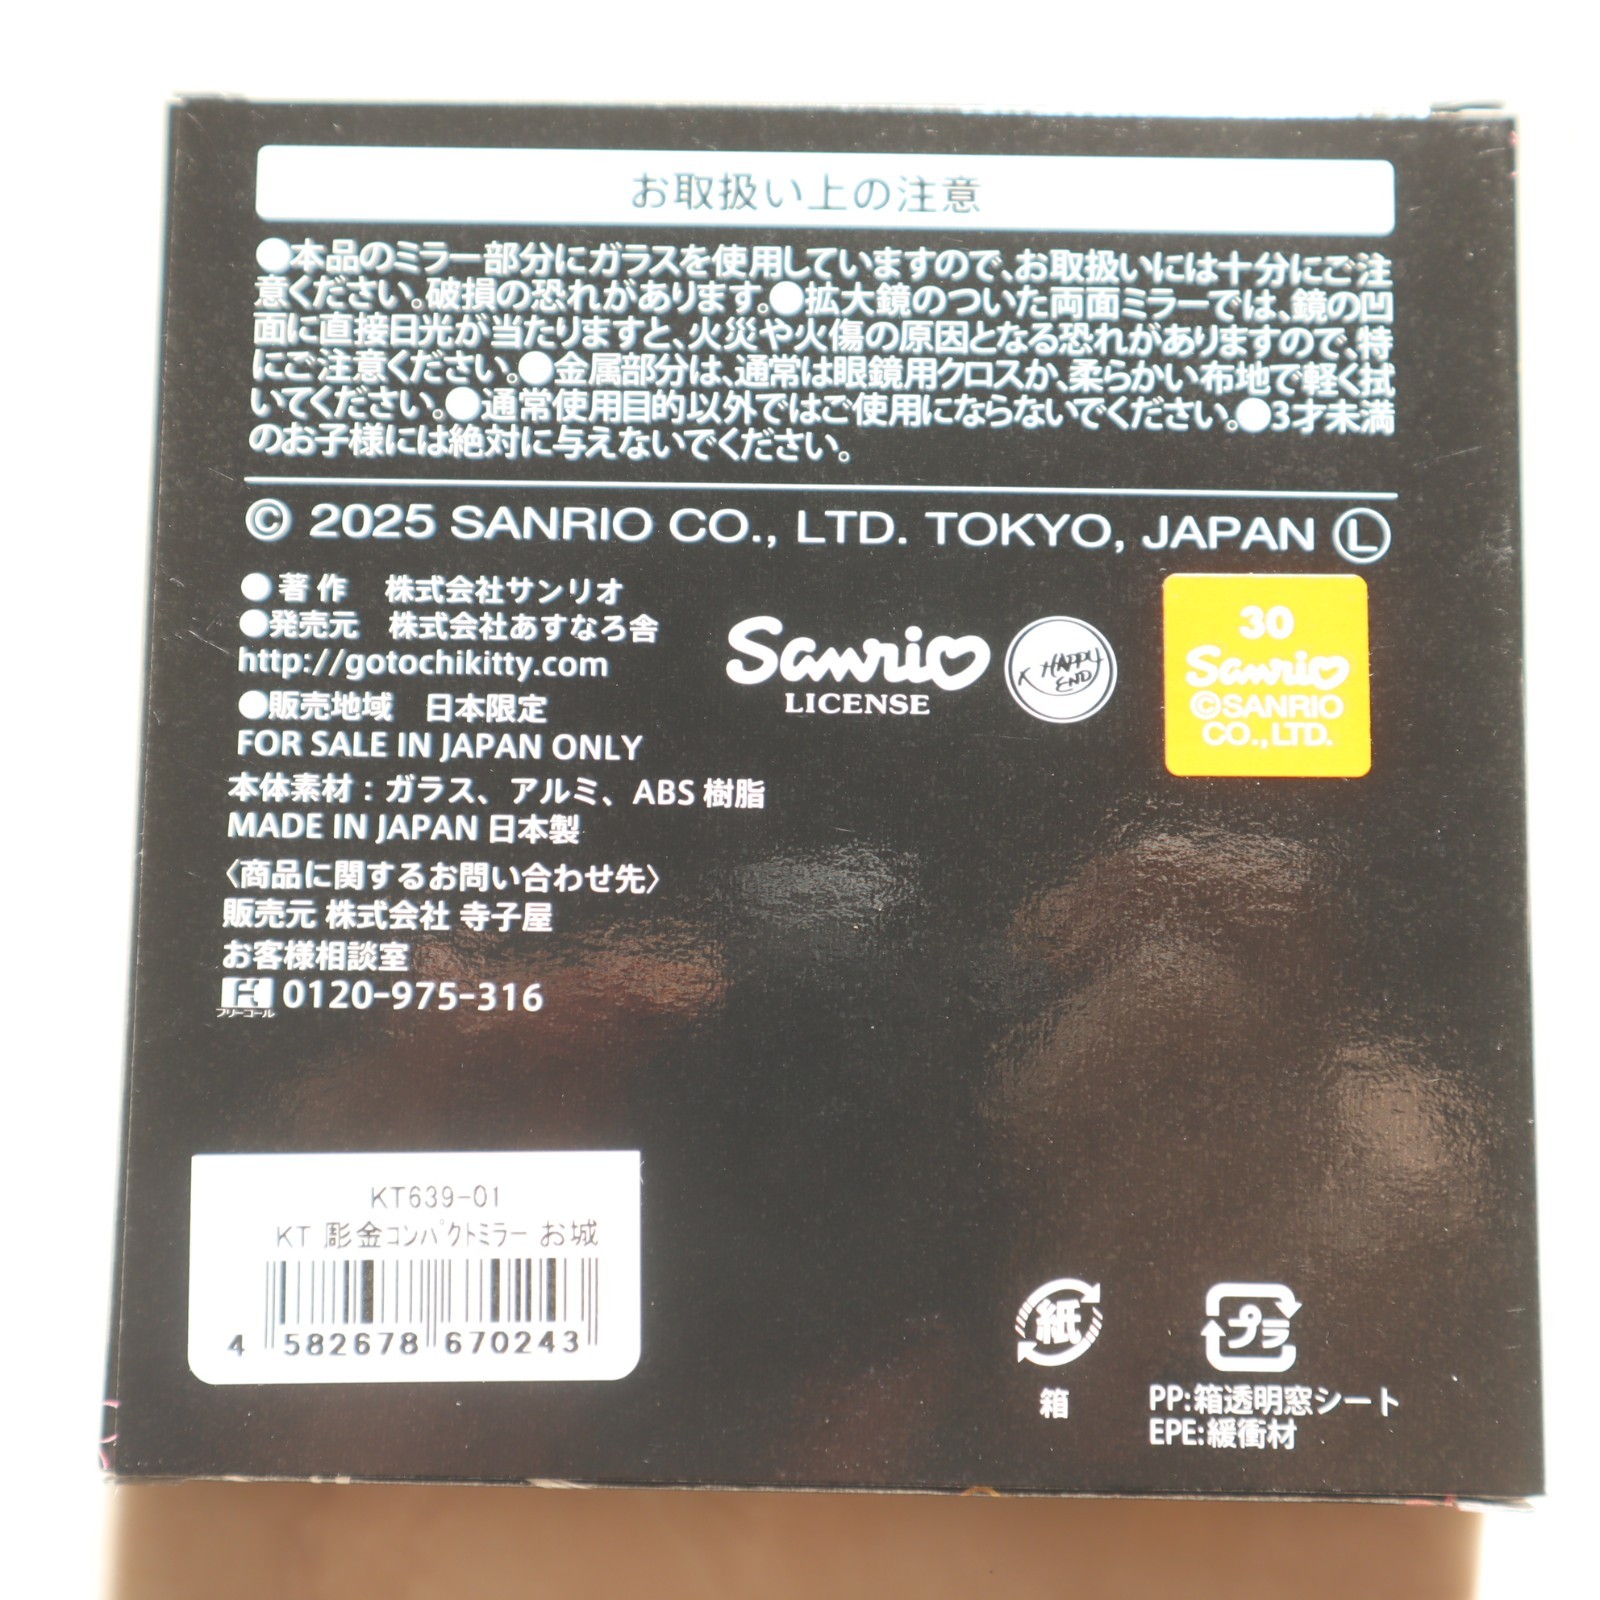 お取扱い上の注意
●本品のミラー部分にガラスを使用していますので、お取扱いには十分にご注
意ください。破損の恐れがあります。●拡大鏡のついた両面ミラーでは、鏡の凹
面に直接日光が当たりますと、火災や火傷の原因となる恐れがありますので、特
にご注意ください。●金属部分は、通常は眼鏡用クロスか、柔らかい布地で軽く拭
いてください。●通常使用目的以外ではご使用にならないでください。●3才未満
のお子様には絶対に与えないでください。
© 2025 SANRIO CO., LTD. TOKYO, JAPAN Ⓛ
●著作 株式会社サンリオ
●発売元 株式会社あすなろ舎
http://gotochikitty.com
●販売地域 日本限定
FOR SALE IN JAPAN ONLY
Sanrio
LICENSE
HAPPY
END
30
Sanrio
©SANRIO
CO.,LTD.
本体素材：ガラス、アルミ、ABS 樹脂
MADE IN JAPAN 日本製
〈商品に関するお問い合わせ先〉
販売元 株式会社 寺子屋
お客様相談室
フリーコール 0120-975-316
KT639-01
KT 彫金コンパクトミラー お城
4 582678 670243
紙
箱
プラ
PP:箱透明窓シート
EPE:緩衝材